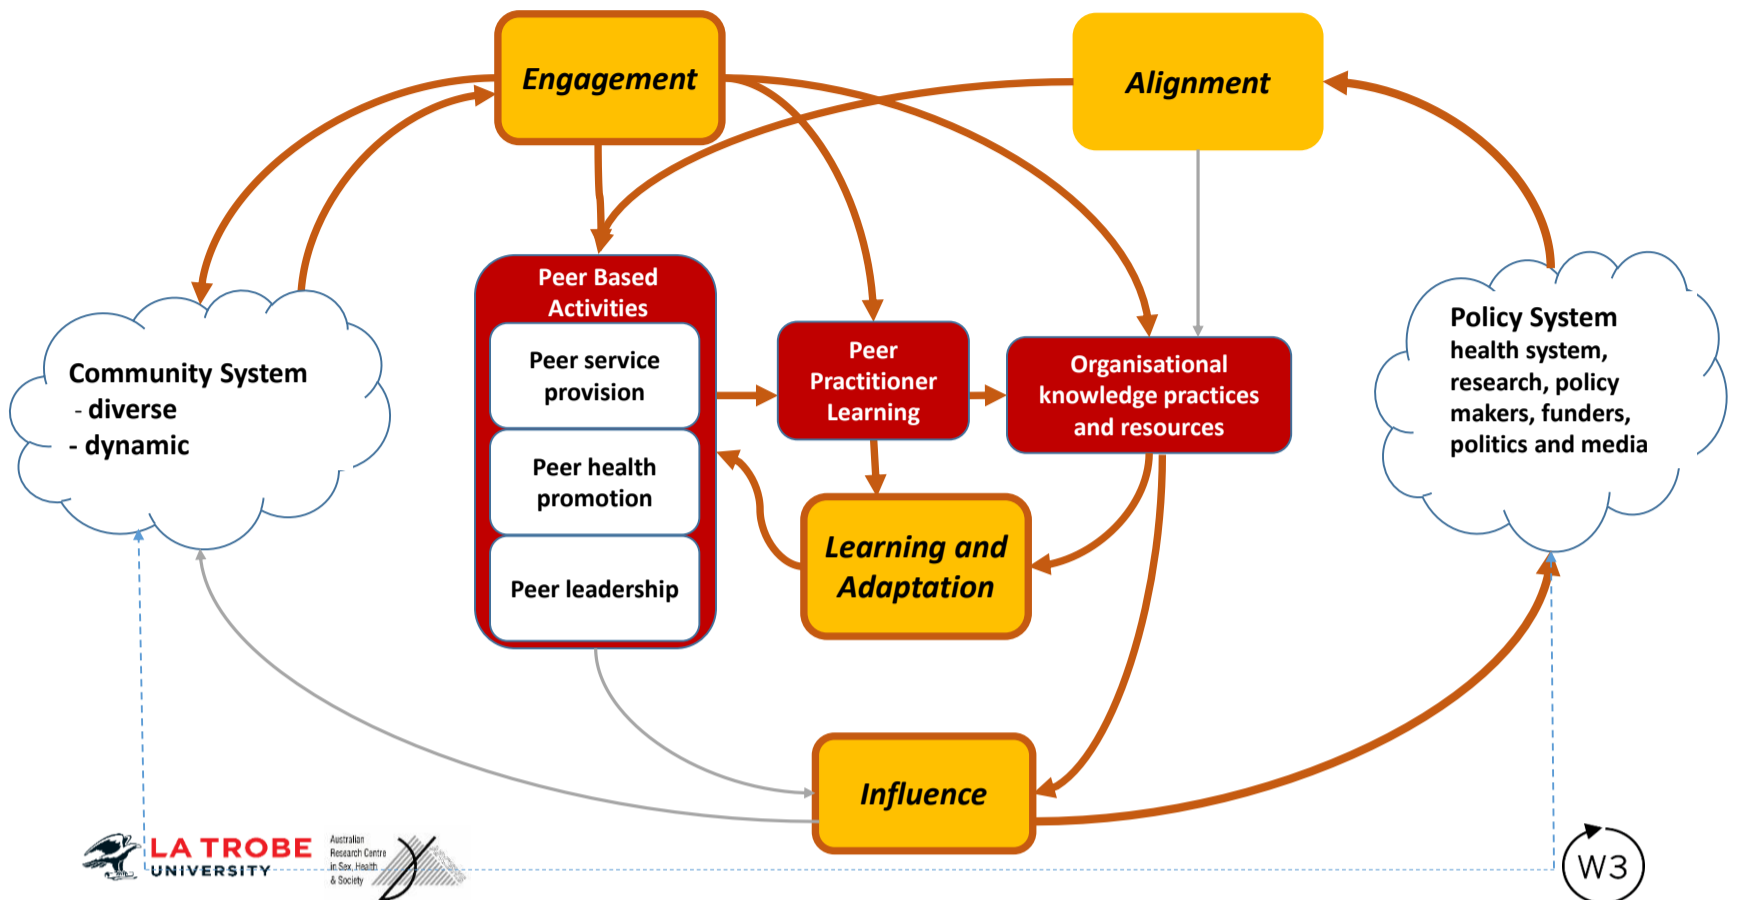 Engagement
Alignment
Community System
- diverse
- dynamic
Peer Based
Activities
Peer service
provision
Peer health
promotion
Peer leadership
Peer
Practitioner
Learning
Organisational
knowledge practices
and resources
Learning and
Adaptation
Policy System
health system,
research, policy
makers, funders,
politics and media
Influence
LA TROBE
UNIVERSITY
Australian
Research Centre
in Sex, Health
& Society
W3